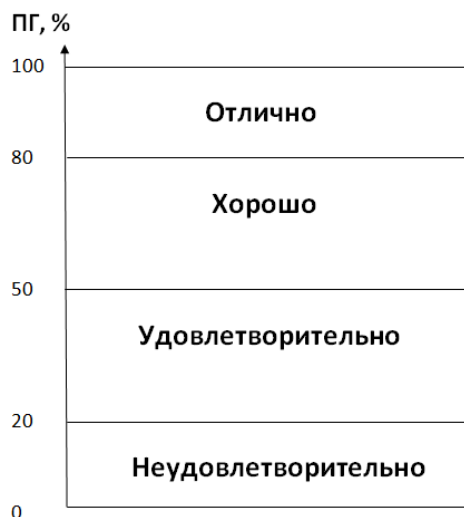 ПГ, %
100
Отлично
80
Хорошо
50
Удовлетворительно
20
Неудовлетворительно
0